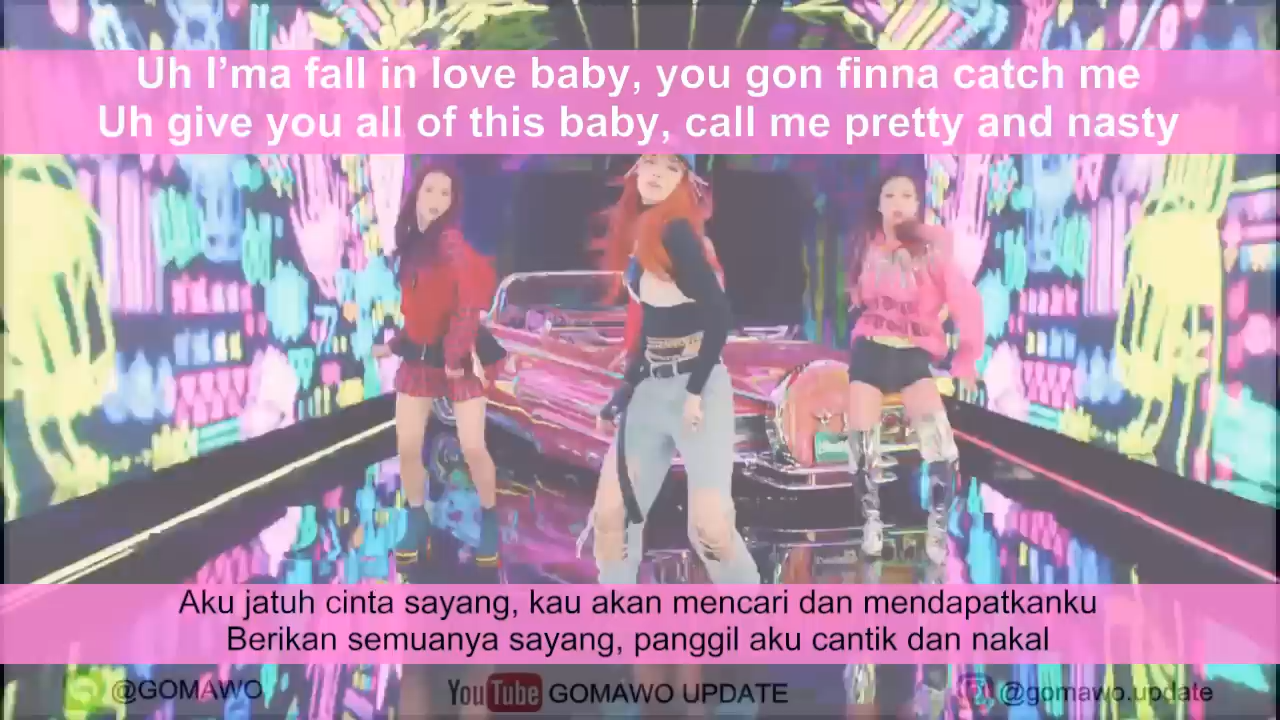 Uh I’ma fall in love baby, you gon finna catch me
Uh give you all of this baby, call me pretty and nasty
Aku jatuh cinta sayang, kau akan mencari dan mendapatkanku
Berikan semuanya sayang, panggil aku cantik dan nakal
@GOMAWO YouTube GOMAWO UPDATE @gomawo.update